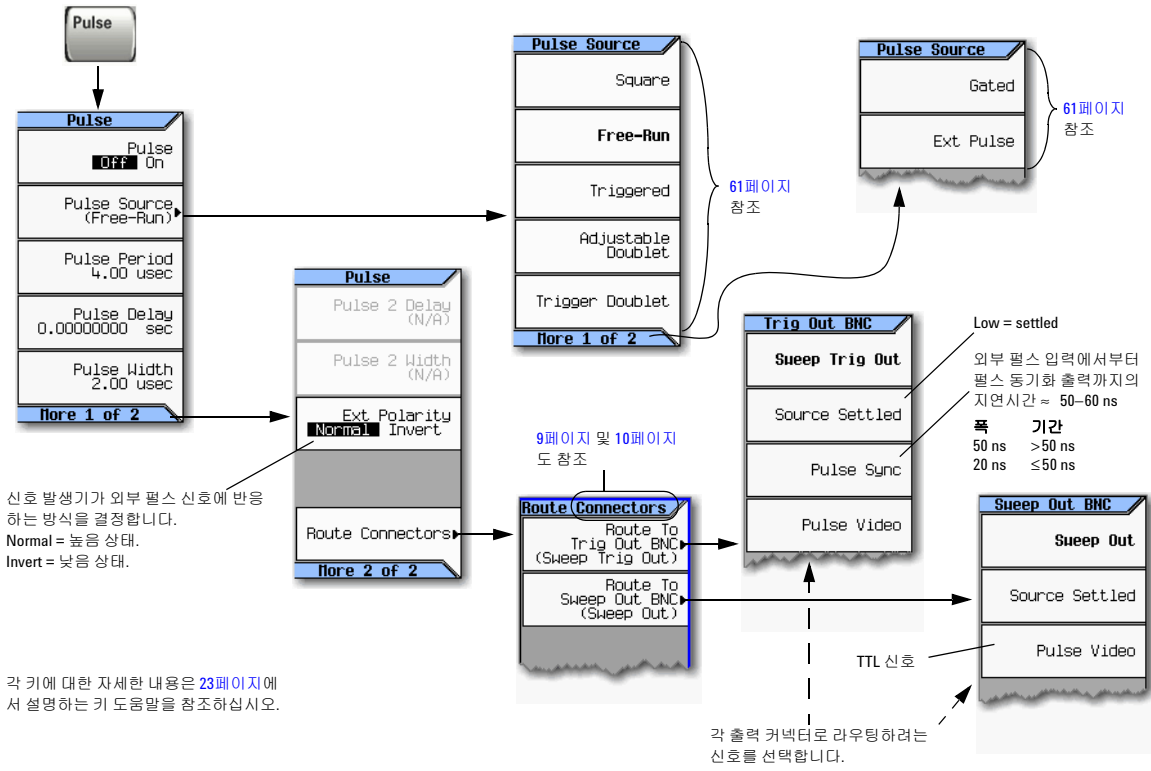 Pulse
Pulse
Pulse
Off On
Pulse Source
(Free-Run)
Pulse Period
4.00 usec
Pulse Delay
0.00000000 sec
Pulse Width
2.00 usec
More 1 of 2
신호 발생기가 외부 펄스 신호에 반응
하는 방식을 결정합니다.
Normal = 높음 상태.
Invert = 낮음 상태.
각 키에 대한 자세한 내용은 23페이지에
서 설명하는 키 도움말을 참조하십시오.
Pulse
Pulse 2 Delay
(N/A)
Pulse 2 Width
(N/A)
Ext Polarity
Normal Invert
Route Connectors
More 2 of 2
Pulse Source
Square
Free-Run
Triggered
Adjustable
Doublet
Trigger Doublet
More 1 of 2
61페이지
참조
Pulse Source
Gated
Ext Pulse
61페이지
참조
9페이지 및 10페이지
도 참조
Route Connectors
Route To
Trig Out BNC
(Sweep Trig Out)
Route To
Sweep Out BNC
(Sweep Out)
Trig Out BNC
Sweep Trig Out
Source Settled
Pulse Sync
Pulse Video
Low = settled
외부 펄스 입력에서부터
펄스 동기화 출력까지의
지연시간 ≈ 50–60 ns
폭 기간
50 ns >50 ns
20 ns ≤50 ns
Sweep Out BNC
Sweep Out
Source Settled
Pulse Video
TTL 신호
각 출력 커넥터로 라우팅하려는
신호를 선택합니다.